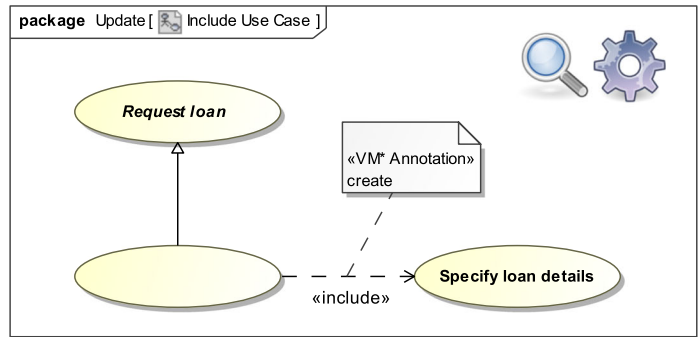 package Update [ Include Use Case ]
Request loan
«VM* Annotation»
create
Specify loan details
«include»